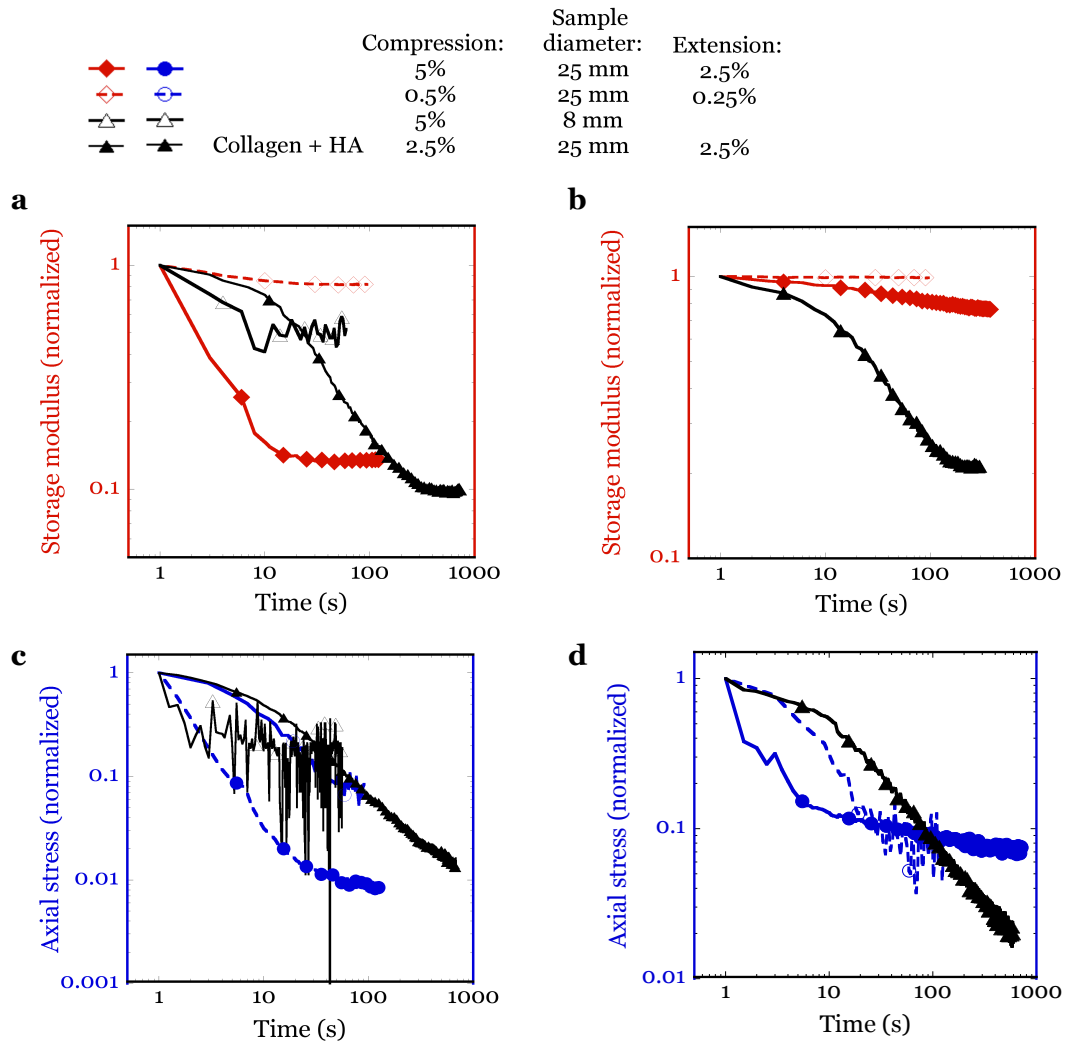 Sample
Compression: diameter: Extension:
5% 25 mm 2.5%
0.5% 25 mm 0.25%
5% 8 mm
Collagen + HA 2.5% 25 mm 2.5%
a
Storage modulus (normalized)
1
0.1
1 10 100 1000
Time (s)
b
Storage modulus (normalized)
1
0.1
1 10 100 1000
Time (s)
c
Axial stress (normalized)
1
0.1
0.01
0.001
1 10 100 1000
Time (s)
d
Axial stress (normalized)
1
0.1
0.01
1 10 100 1000
Time (s)